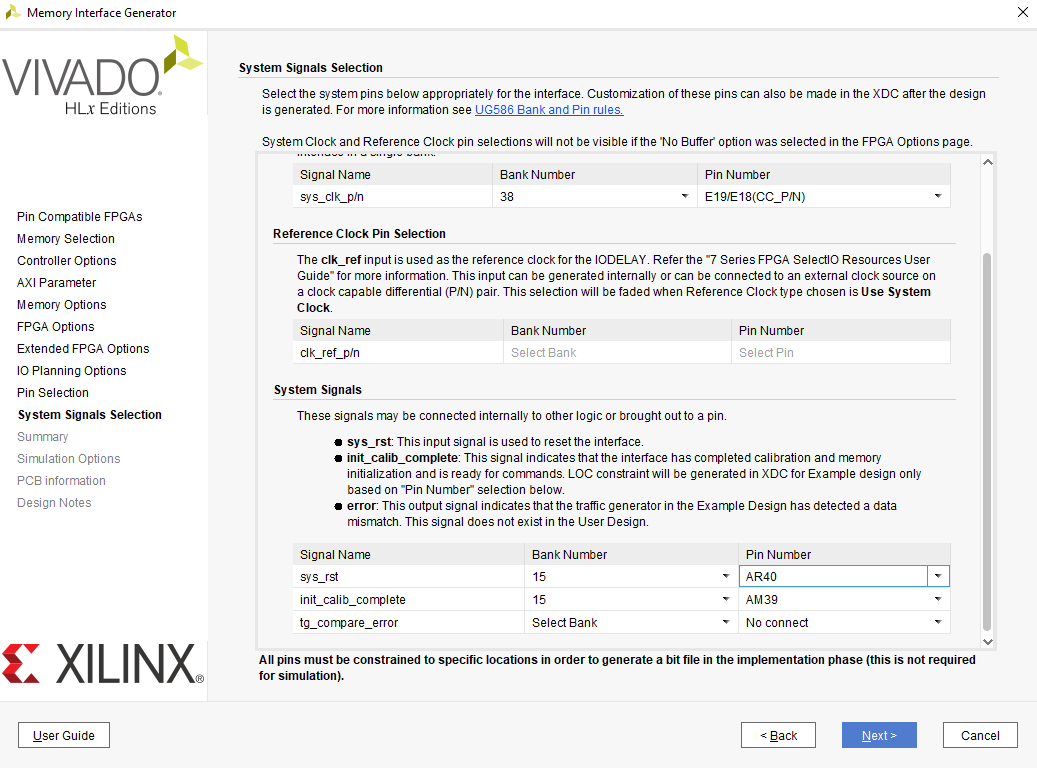 Memory Interface Generator
VIVADO.
HLx Editions
System Signals Selection
Select the system pins below appropriately for the interface. Customization of these pins can also be made in the XDC after the design
is generated. For more information see UG586 Bank and Pin rules.
System Clock and Reference Clock pin selections will not be visible if the 'No Buffer' option was selected in the FPGA Options page.
interface in a single bank.
Signal Name Bank Number Pin Number
sys_clk_p/n 38 E19/E18(CC_P/N)
Reference Clock Pin Selection
The clk_ref input is used as the reference clock for the IODELAY. Refer the "7 Series FPGA SelectIO Resources User
Guide" for more information. This input can be generated internally or can be connected to an external clock source on
a clock capable differential (P/N) pair. This selection will be faded when Reference Clock type chosen is Use System
Clock.
Signal Name Bank Number Pin Number
clk_ref_p/n Select Bank Select Pin
System Signals
These signals may be connected internally to other logic or brought out to a pin.
● sys_rst: This input signal is used to reset the interface.
● init_calib_complete: This signal indicates that the interface has completed calibration and memory
initialization and is ready for commands. LOC constraint will be generated in XDC for Example design only
based on "Pin Number" selection below.
● error: This output signal indicates that the traffic generator in the Example Design has detected a data
mismatch. This signal does not exist in the User Design.
Signal Name Bank Number Pin Number
sys_rst 15 AR40
init_calib_complete 15 AM39
tg_compare_error Select Bank No connect
All pins must be constrained to specific locations in order to generate a bit file in the implementation phase (this is not required
for simulation).
Pin Compatible FPGAs
Memory Selection
Controller Options
AXI Parameter
Memory Options
FPGA Options
Extended FPGA Options
IO Planning Options
Pin Selection
System Signals Selection
Summary
Simulation Options
PCB information
Design Notes
XILINX®
User Guide
< Back
Next >
Cancel